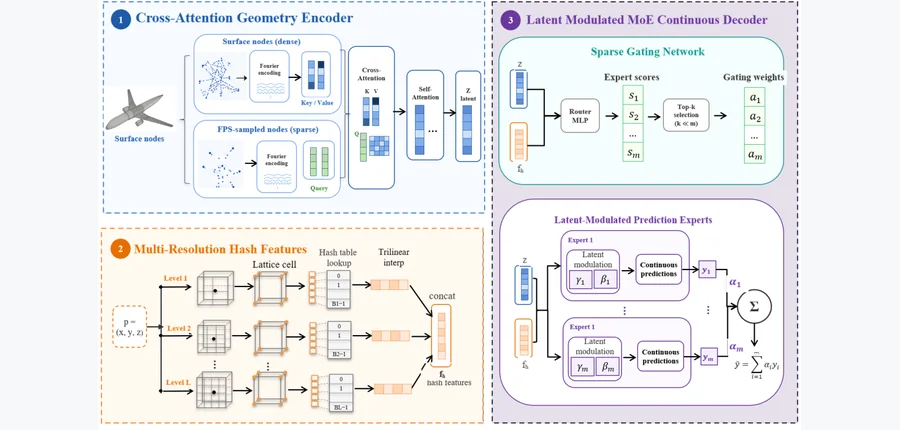 1 Cross-Attention Geometry Encoder
Surface nodes (dense)
Fourier
encoding
Key / Value
Surface nodes
FPS-sampled nodes (sparse)
Fourier
encoding
Query
Cross-
Attention
K V
Q
Self-
Attention
...
Z
latent
2 Multi-Resolution Hash Features
p =
(x, y, z)
Level 1
Level 2
...
Level L
Lattice cell
Hash table
lookup
0
1
B1−1
0
1
B2−1
0
1
BL−1
Trilinear
interp
concat
fh
hash features
3 Latent Modulated MoE Continuous Decoder
Sparse Gating Network
Z
fh
Router
MLP
Expert scores
s1
s2
...
sm
Top-k
selection
(k ≪ m)
Gating weights
a1
a2
...
am
Latent-Modulated Prediction Experts
Z
fh
Expert 1
Latent
modulation
γ1 β1
Continuous
predictions
y1
α1
⋮
⋮
Expert 1
Latent
modulation
γm βm
Continuous
predictions
ym
αm
Σ
ŷ = ∑ i=1 m αi yi